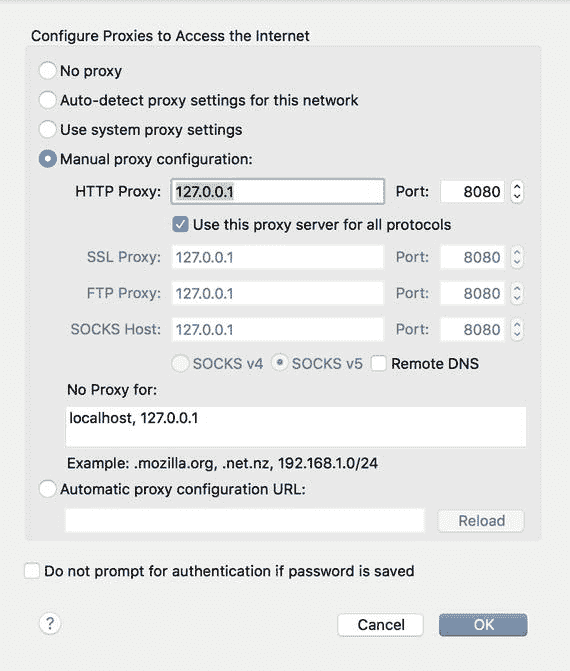 Configure Proxies to Access the Internet
No proxy
Auto-detect proxy settings for this network
Use system proxy settings
Manual proxy configuration:
HTTP Proxy: 127.0.0.1 Port: 8080
Use this proxy server for all protocols
SSL Proxy: 127.0.0.1 Port: 8080
FTP Proxy: 127.0.0.1 Port: 8080
SOCKS Host: 127.0.0.1 Port: 8080
SOCKS v4 SOCKS v5 Remote DNS
No Proxy for:
localhost, 127.0.0.1
Example: .mozilla.org, .net.nz, 192.168.1.0/24
Automatic proxy configuration URL:
Reload
Do not prompt for authentication if password is saved
? Cancel OK